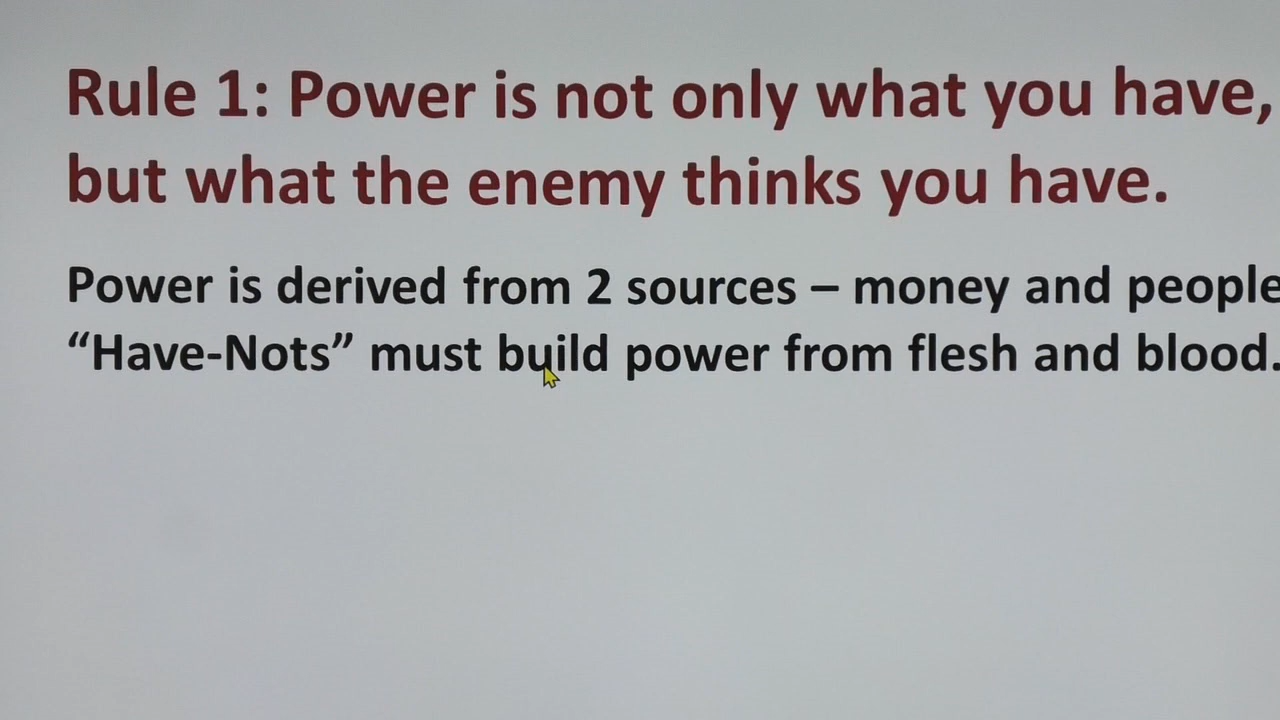 Rule 1: Power is not only what you have,
but what the enemy thinks you have.
Power is derived from 2 sources – money and people
“Have-Nots” must build power from flesh and blood.